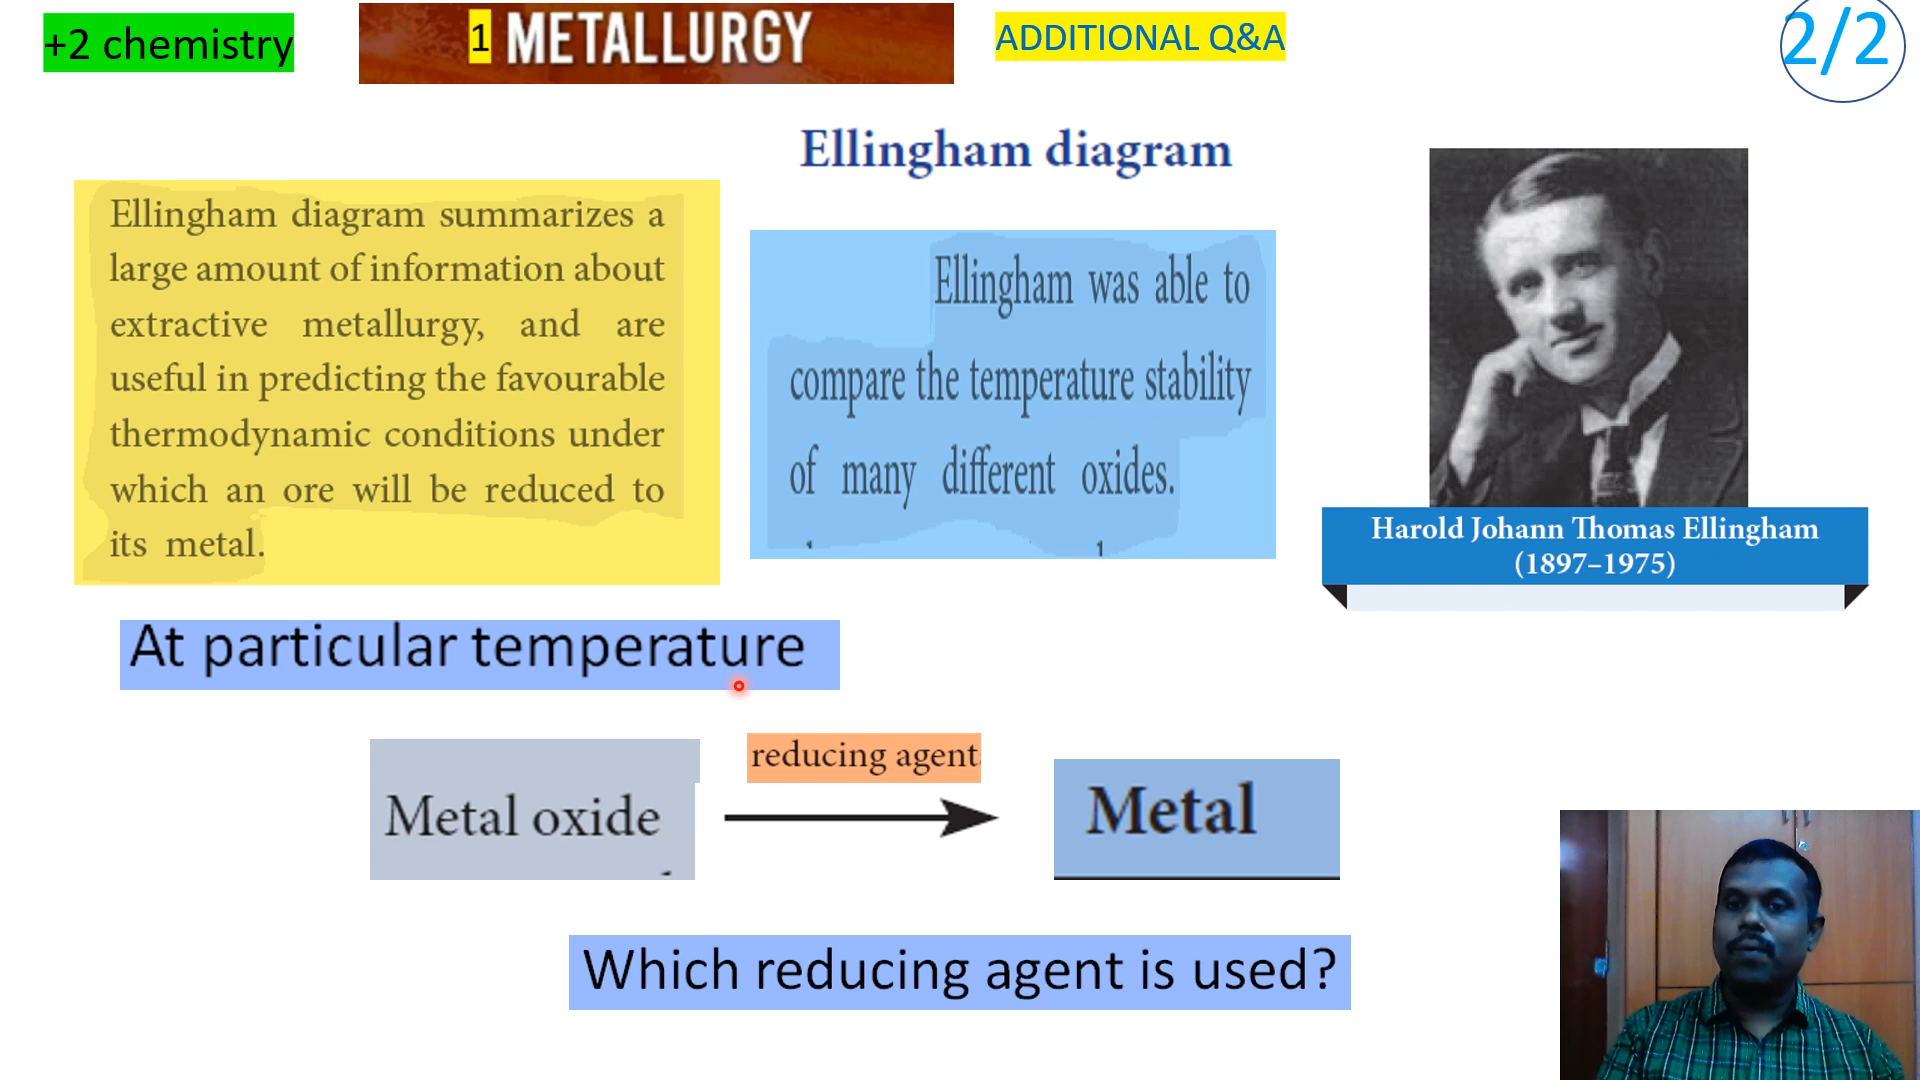 +2 chemistry
1 METALLURGY
ADDITIONAL Q&A
2/2
Ellingham diagram
Ellingham diagram summarizes a
large amount of information about
extractive metallurgy, and are
useful in predicting the favourable
thermodynamic conditions under
which an ore will be reduced to
its metal.
Ellingham was able to
compare the temperature stability
of many different oxides.
Harold Johann Thomas Ellingham
(1897–1975)
At particular temperature
reducing agent
Metal oxide
Metal
Which reducing agent is used?